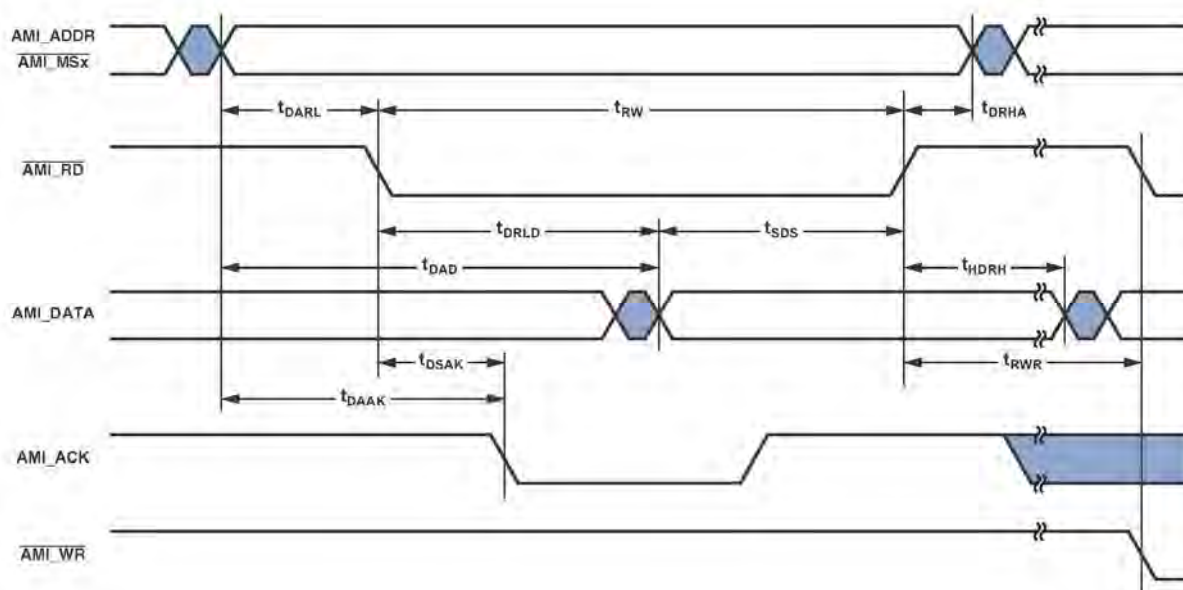 AMI_ADDR
AMI_MSx
tDARL
tRW
tDRHA
AMI_RD
tDRLD
tSDS
tDAD
tHDRH
AMI_DATA
tDSAK
tRWR
tDAAK
AMI_ACK
AMI_WR